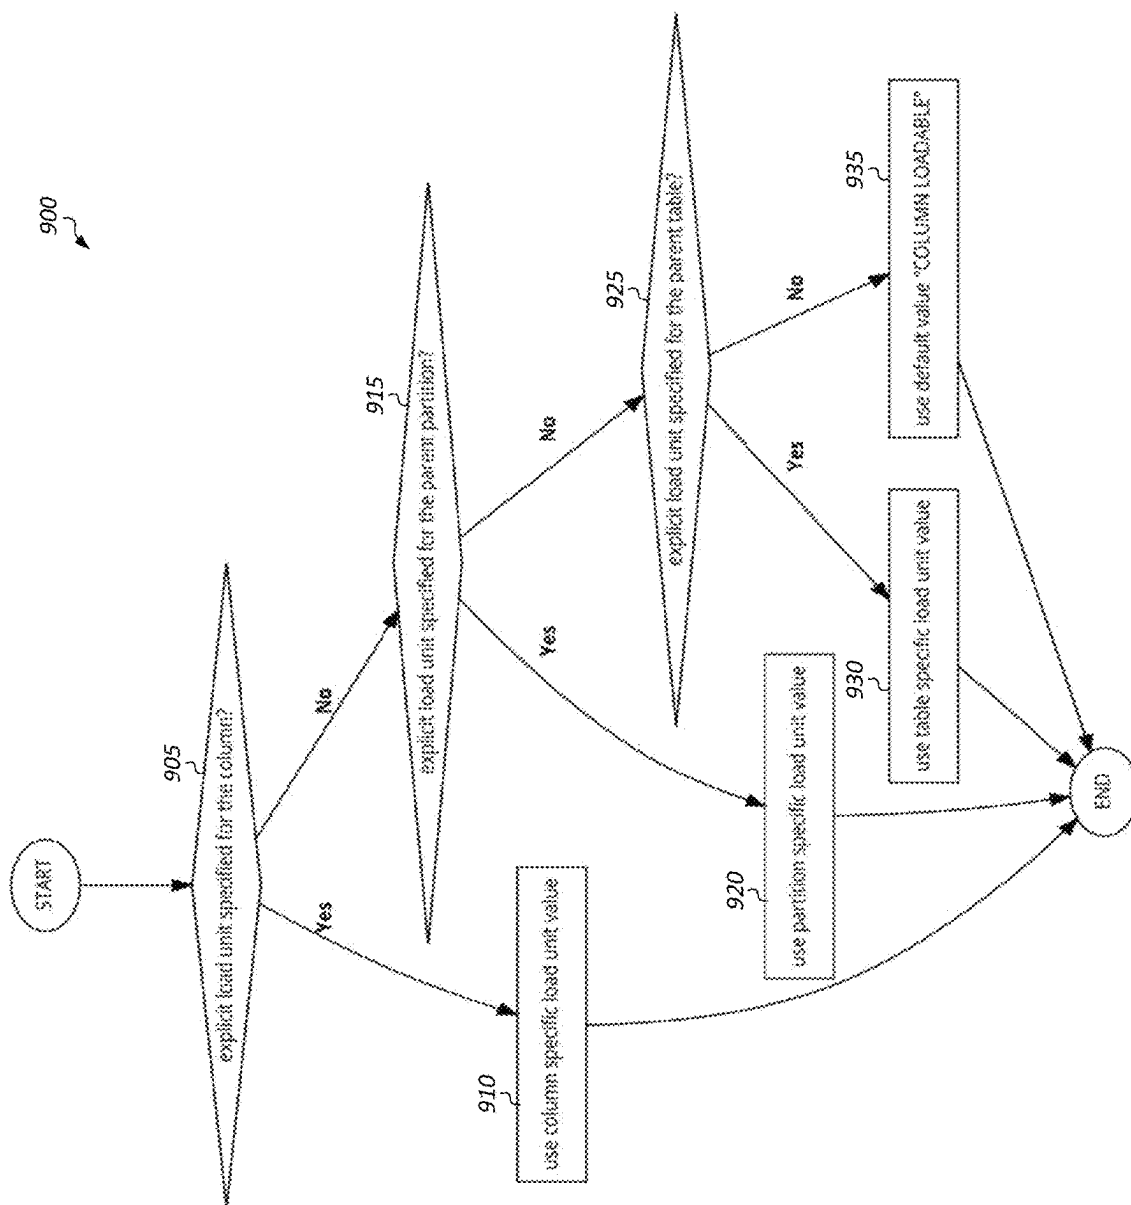 900
START
905
explicit load unit specified for the column?
Yes
No
910
use column specific load unit value
915
explicit load unit specified for the parent partition?
Yes
No
920
use partition specific load unit value
925
explicit load unit specified for the parent table?
Yes
No
930
use table specific load unit value
935
use default value "COLUMN LOADABLE"
END